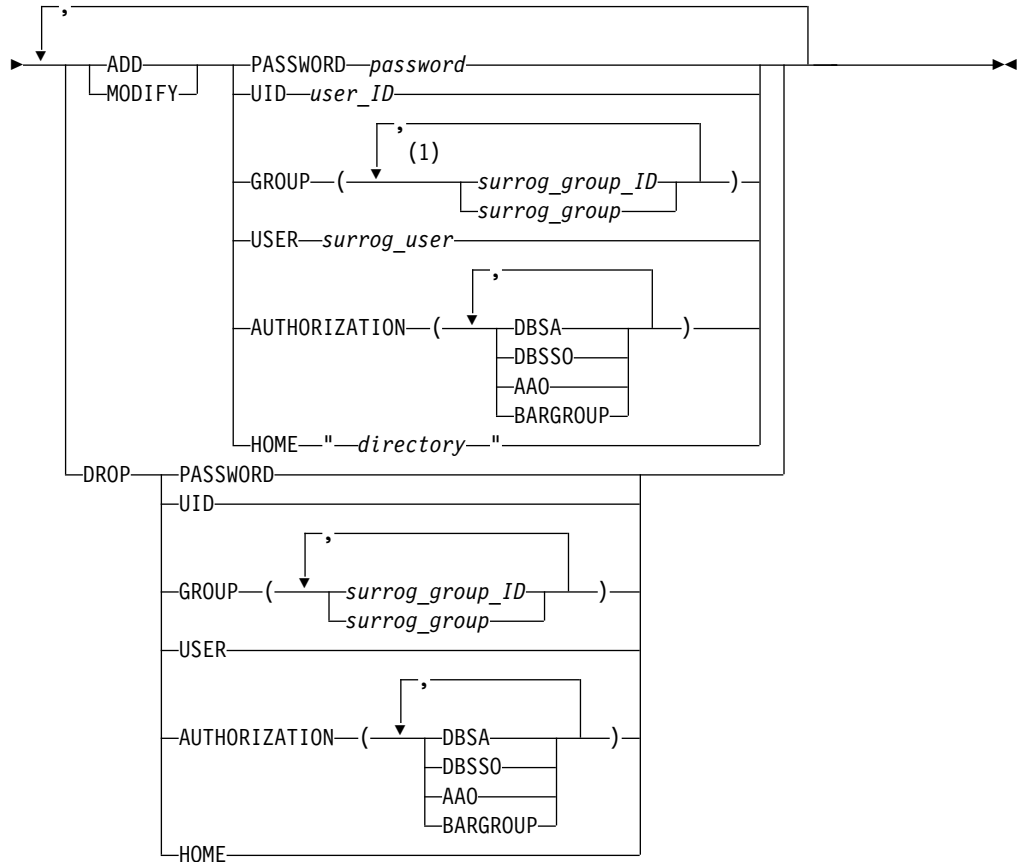 ,
ADD PASSWORD password
MODIFY UID user_ID
,
(1)
GROUP ( surrog_group_ID )
surrog_group
USER surrog_user
,
AUTHORIZATION ( DBSA )
DBSSO
AAO
BARGROUP
HOME " directory "
DROP PASSWORD
UID
,
GROUP ( surrog_group_ID )
surrog_group
USER
,
AUTHORIZATION ( DBSA )
DBSSO
AAO
BARGROUP
HOME